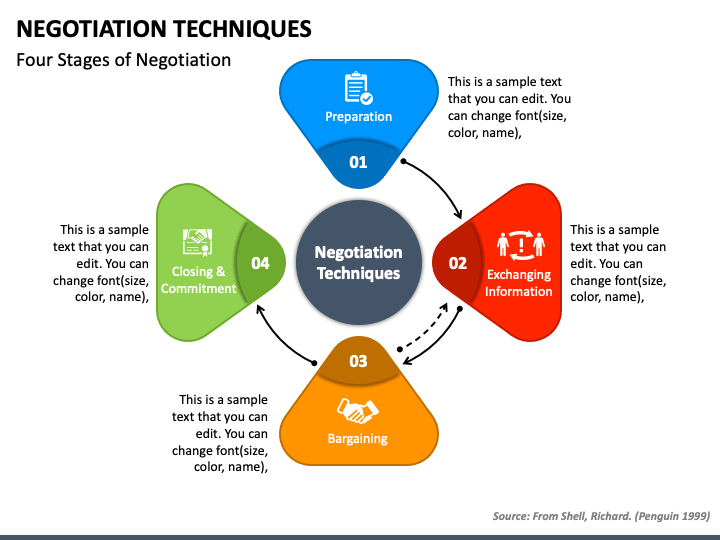 NEGOTIATION TECHNIQUES
Four Stages of Negotiation
Preparation
01
This is a sample text
that you can edit. You
can change font(size,
color, name),
This is a sample
text that you can
edit. You can
change font(size,
color, name),
Closing &
Commitment
04
Negotiation
Techniques
02
Exchanging
Information
This is a sample
text that you can
edit. You can
change font(size,
color, name),
03
Bargaining
This is a sample
text that you can
edit. You can
change font(size,
color, name),
Source: From Shell, Richard. (Penguin 1999)